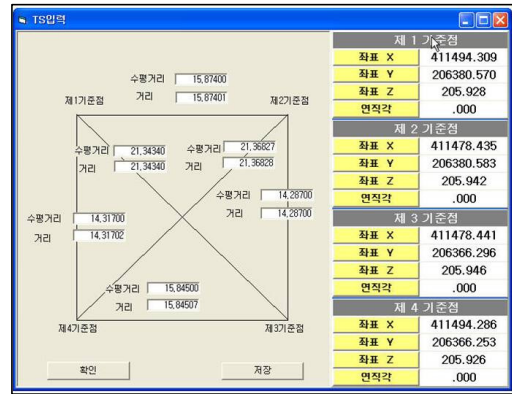 TS입력
수평거리 15,87400
거리 15,87401
제1기준점 제2기준점
수평거리 21,34340
거리 21,34340
수평거리 21,36827
거리 21,36828
수평거리 14,28700
거리 14,28700
수평거리 14,31700
거리 14,31702
수평거리 15,84500
거리 15,84507
제4기준점 제3기준점
확인 저장
제 1 기준점
좌표 X 411494.309
좌표 Y 206380.570
좌표 Z 205.928
연직각 .000
제 2 기준점
좌표 X 411478.435
좌표 Y 206380.583
좌표 Z 205.942
연직각 .000
제 3 기준점
좌표 X 411478.441
좌표 Y 206366.296
좌표 Z 205.946
연직각 .000
제 4 기준점
좌표 X 411494.286
좌표 Y 206366.253
좌표 Z 205.926
연직각 .000